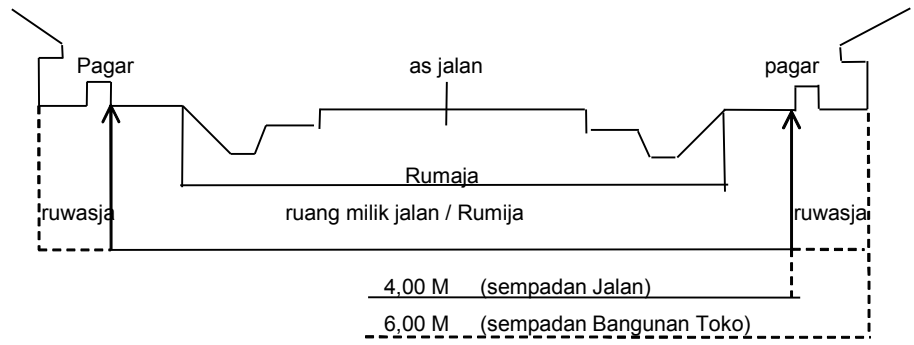 Pagar as jalan pagar
Rumaja
ruwasja ruang milik jalan / Rumija ruwasja
4,00 M (sempadan Jalan)
6,00 M (sempadan Bangunan Toko)